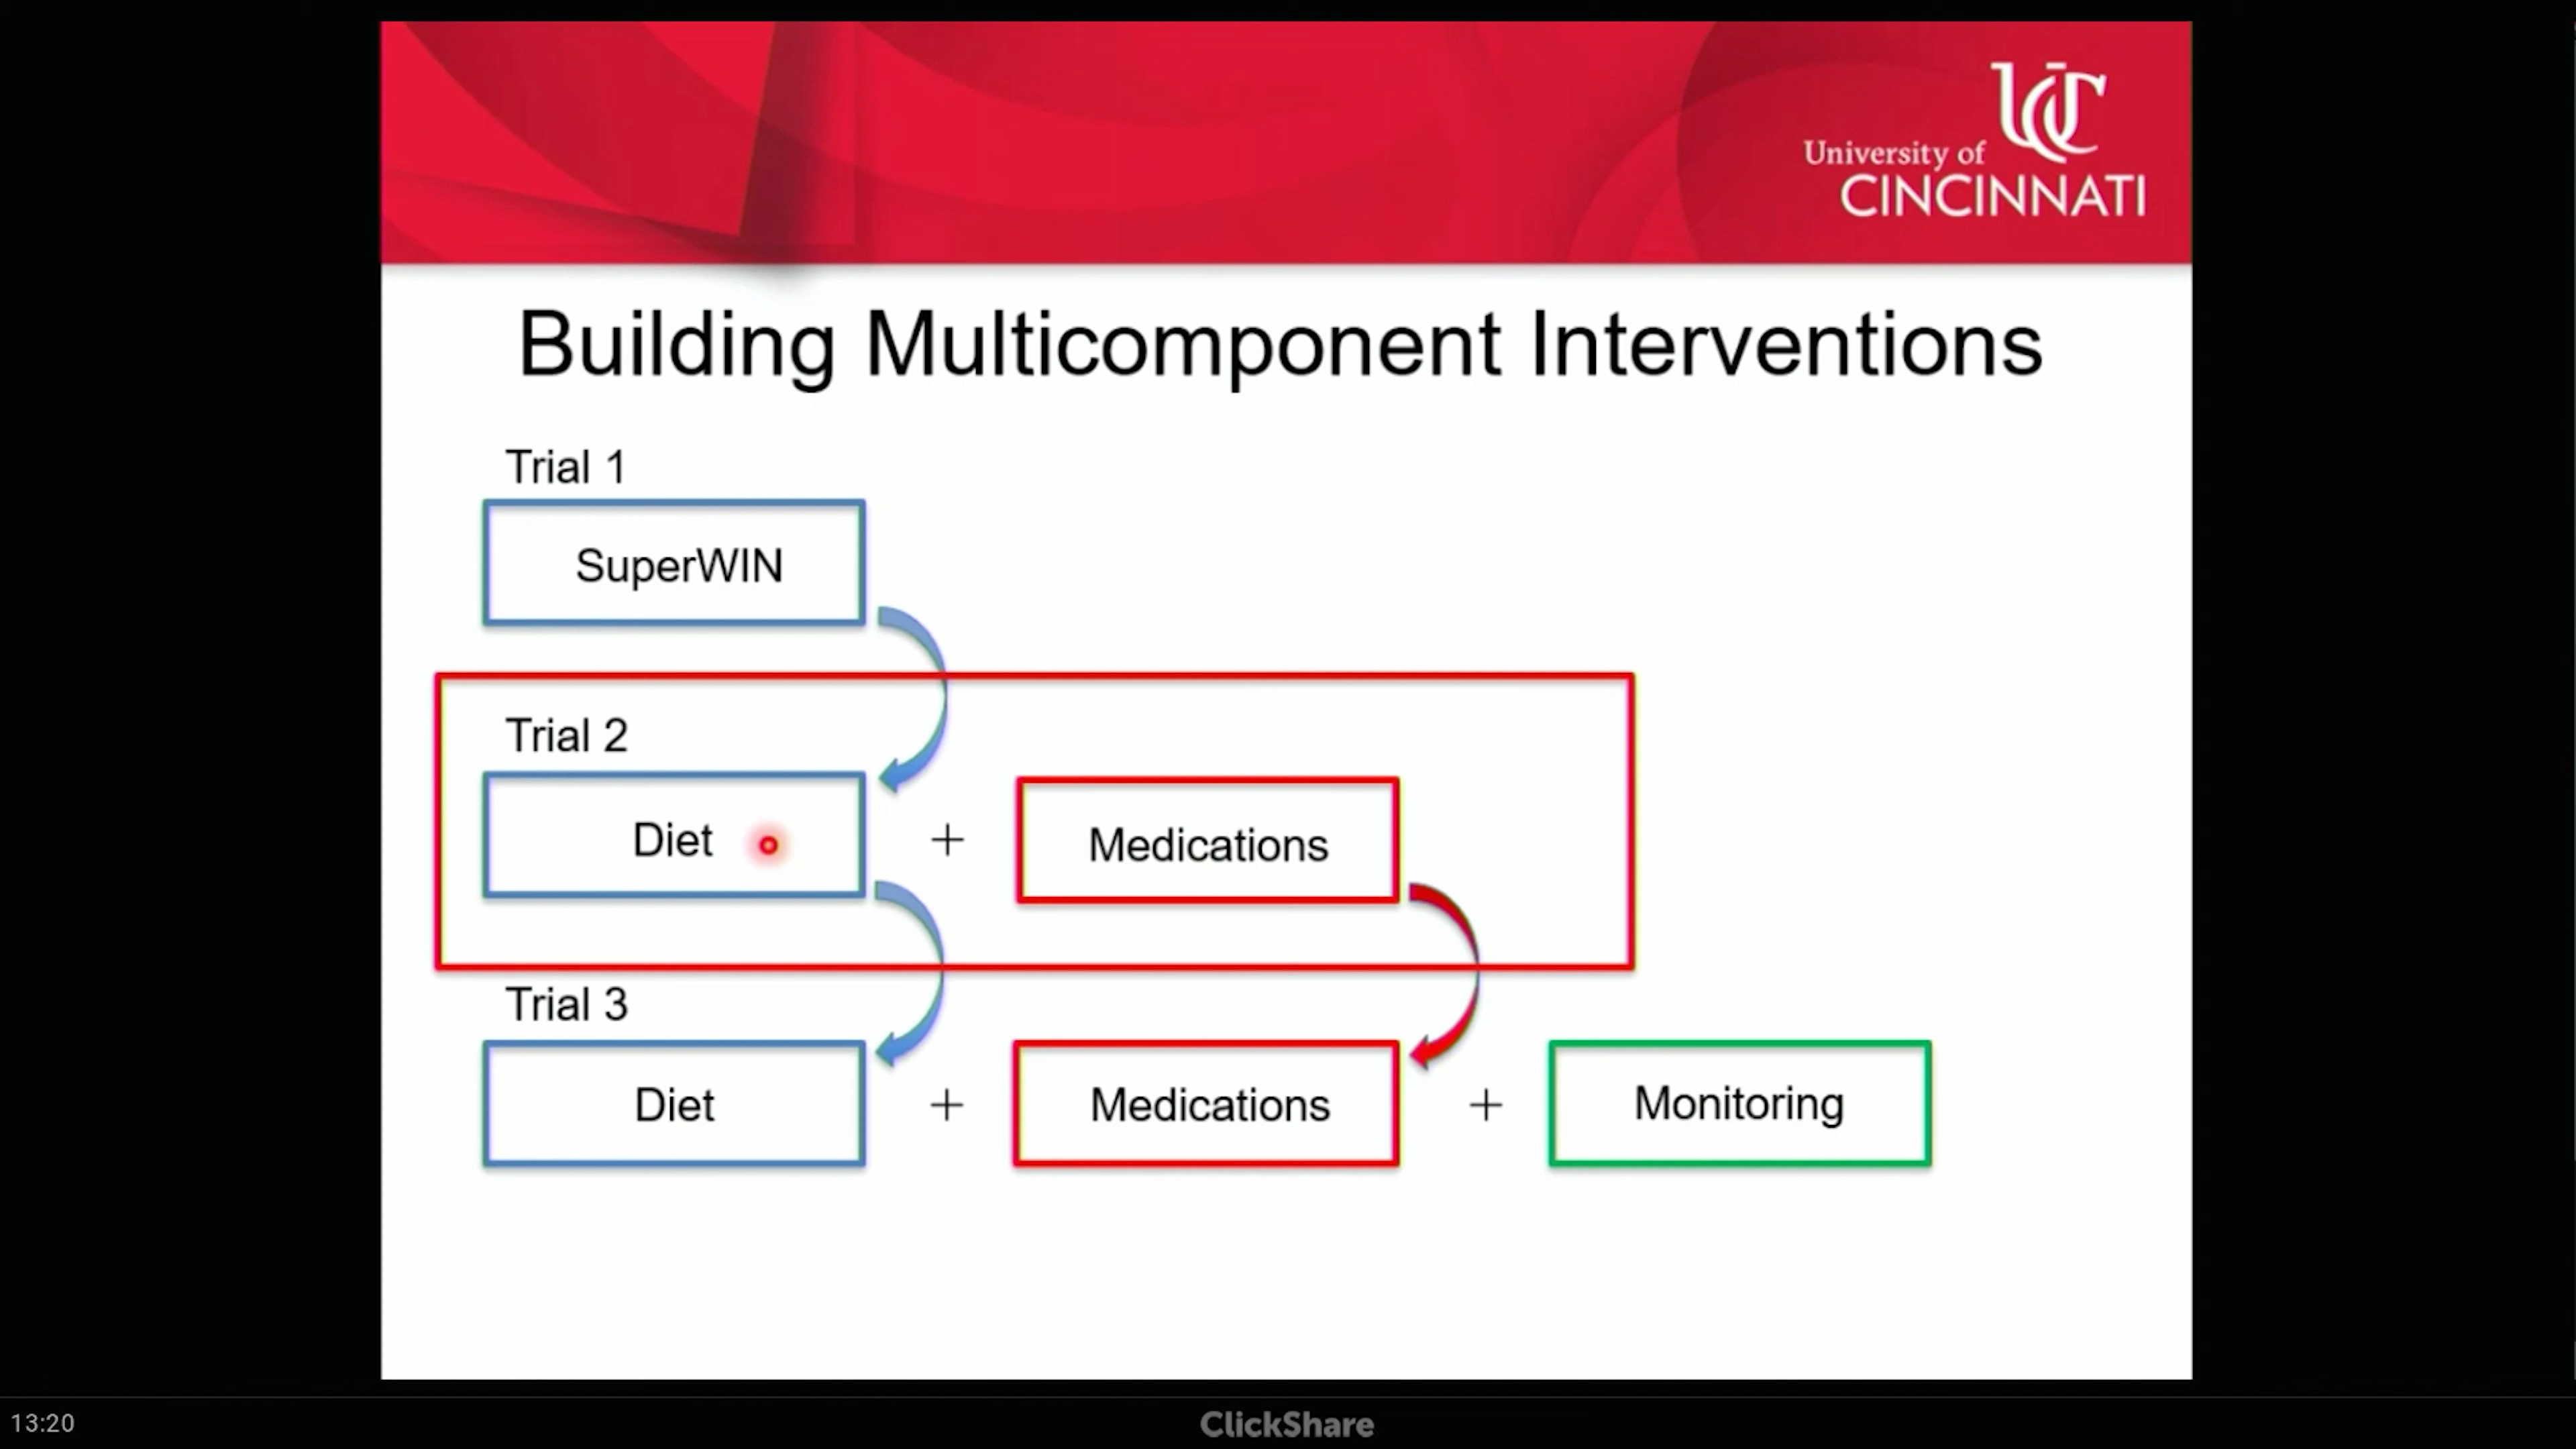 University of
CINCINNATI
Building Multicomponent Interventions
Trial 1
SuperWIN
Trial 2
Diet + Medications
Trial 3
Diet + Medications + Monitoring
13:20 ClickShare